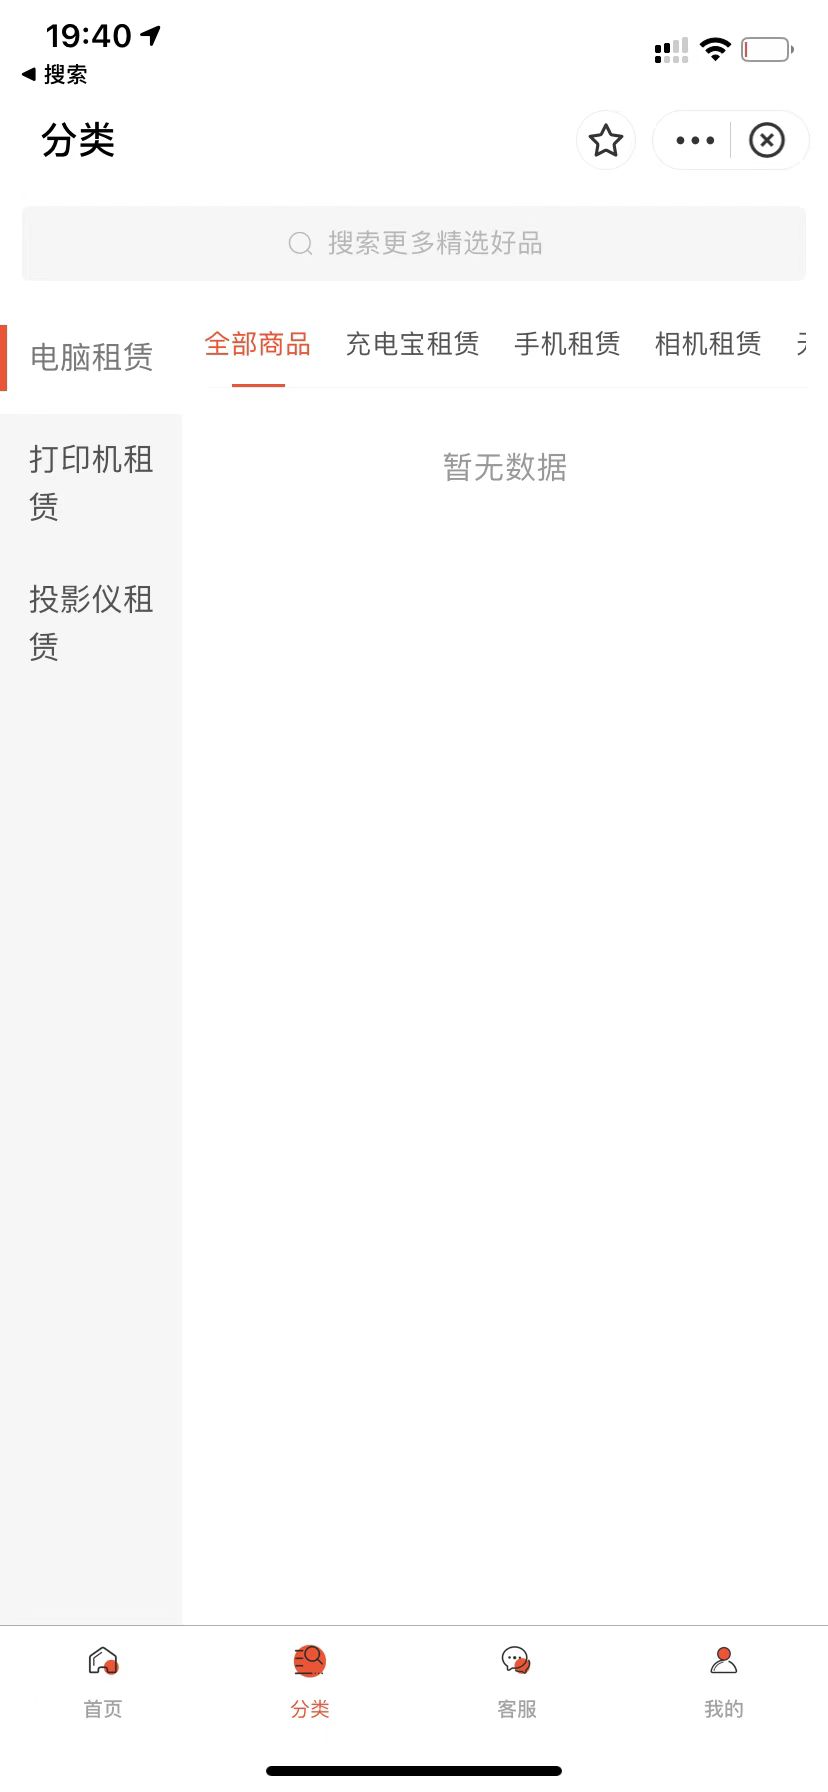 19:40
搜索
分类
搜索更多精选好品
电脑租赁
全部商品 充电宝租赁 手机租赁 相机租赁
打印机租
赁
暂无数据
投影仪租
赁
首页 分类 客服 我的